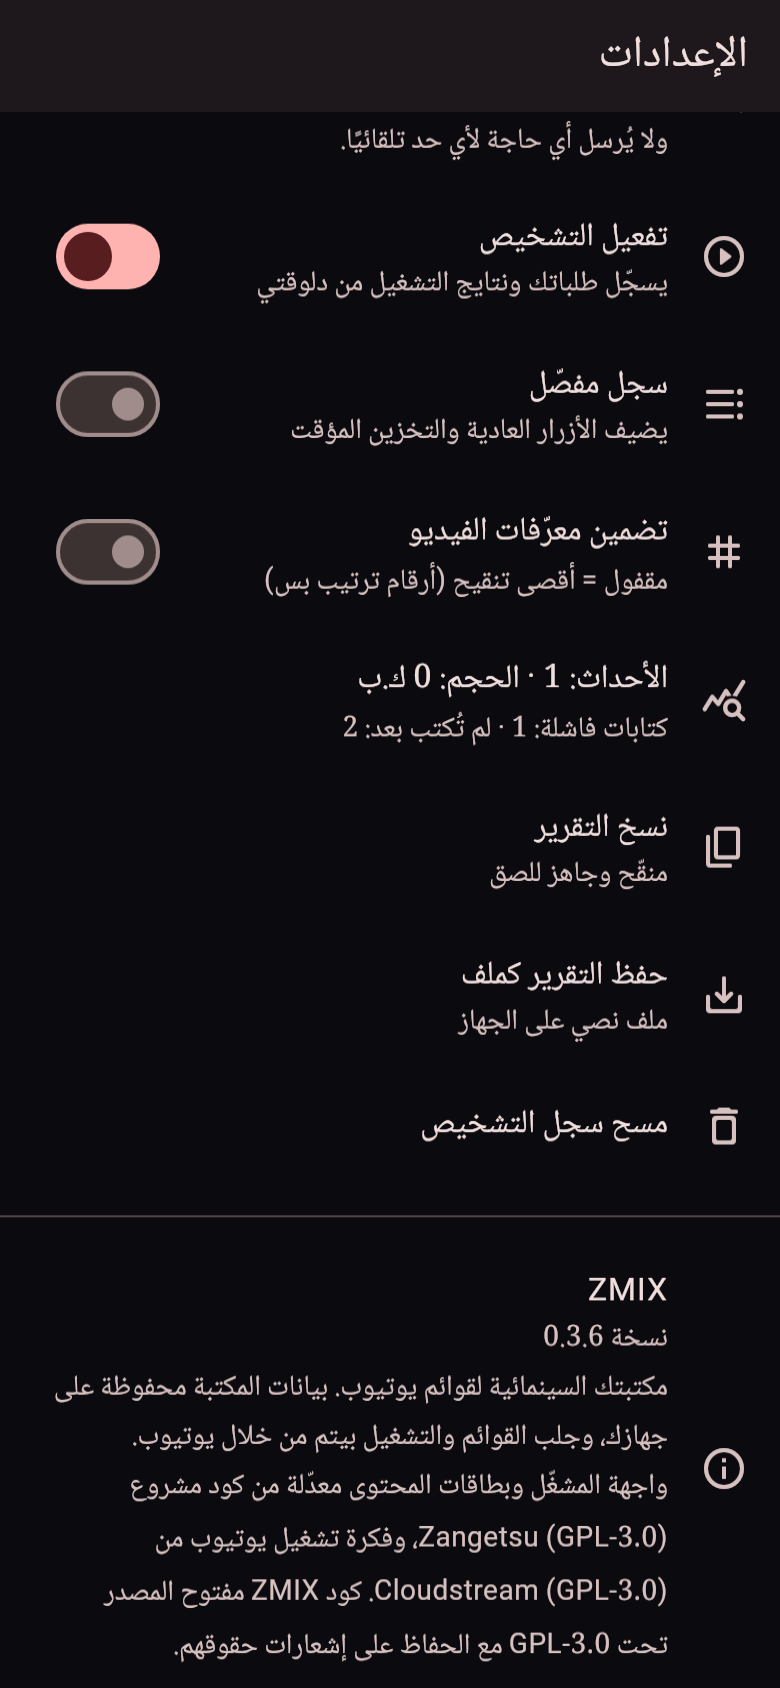 الإعدادات
ولا يُرسل أي حاجة لأي حد تلقائيًا.
تفعيل التشخيص
يسجّل طلباتك ونتايج التشغيل من دلوقتي
سجل مفصّل
يضيف الأزرار العادية والتخزين المؤقت
تضمين معرّفات الفيديو
مقفول = أقصى تنقيح (أرقام ترتيب بس)
الأحداث: 1 · الحجم: 0 ك.ب
كتابات فاشلة: 1 · لم تُكتب بعد: 2
نسخ التقرير
منقّح وجاهز للصق
حفظ التقرير كملف
ملف نصي على الجهاز
مسح سجل التشخيص
ZMIX
نسخة 0.3.6
مكتبتك السينمائية لقوائم يوتيوب. بيانات المكتبة محفوظة على
جهازك، وجلب القوائم والتشغيل بيتم من خلال يوتيوب.
واجهة المشغّل وبطاقات المحتوى معدّلة من كود مشروع
Zangetsu (GPL-3.0)، وفكرة تشغيل يوتيوب من
Cloudstream (GPL-3.0). كود ZMIX مفتوح المصدر
تحت GPL-3.0 مع الحفاظ على إشعارات حقوقهم.